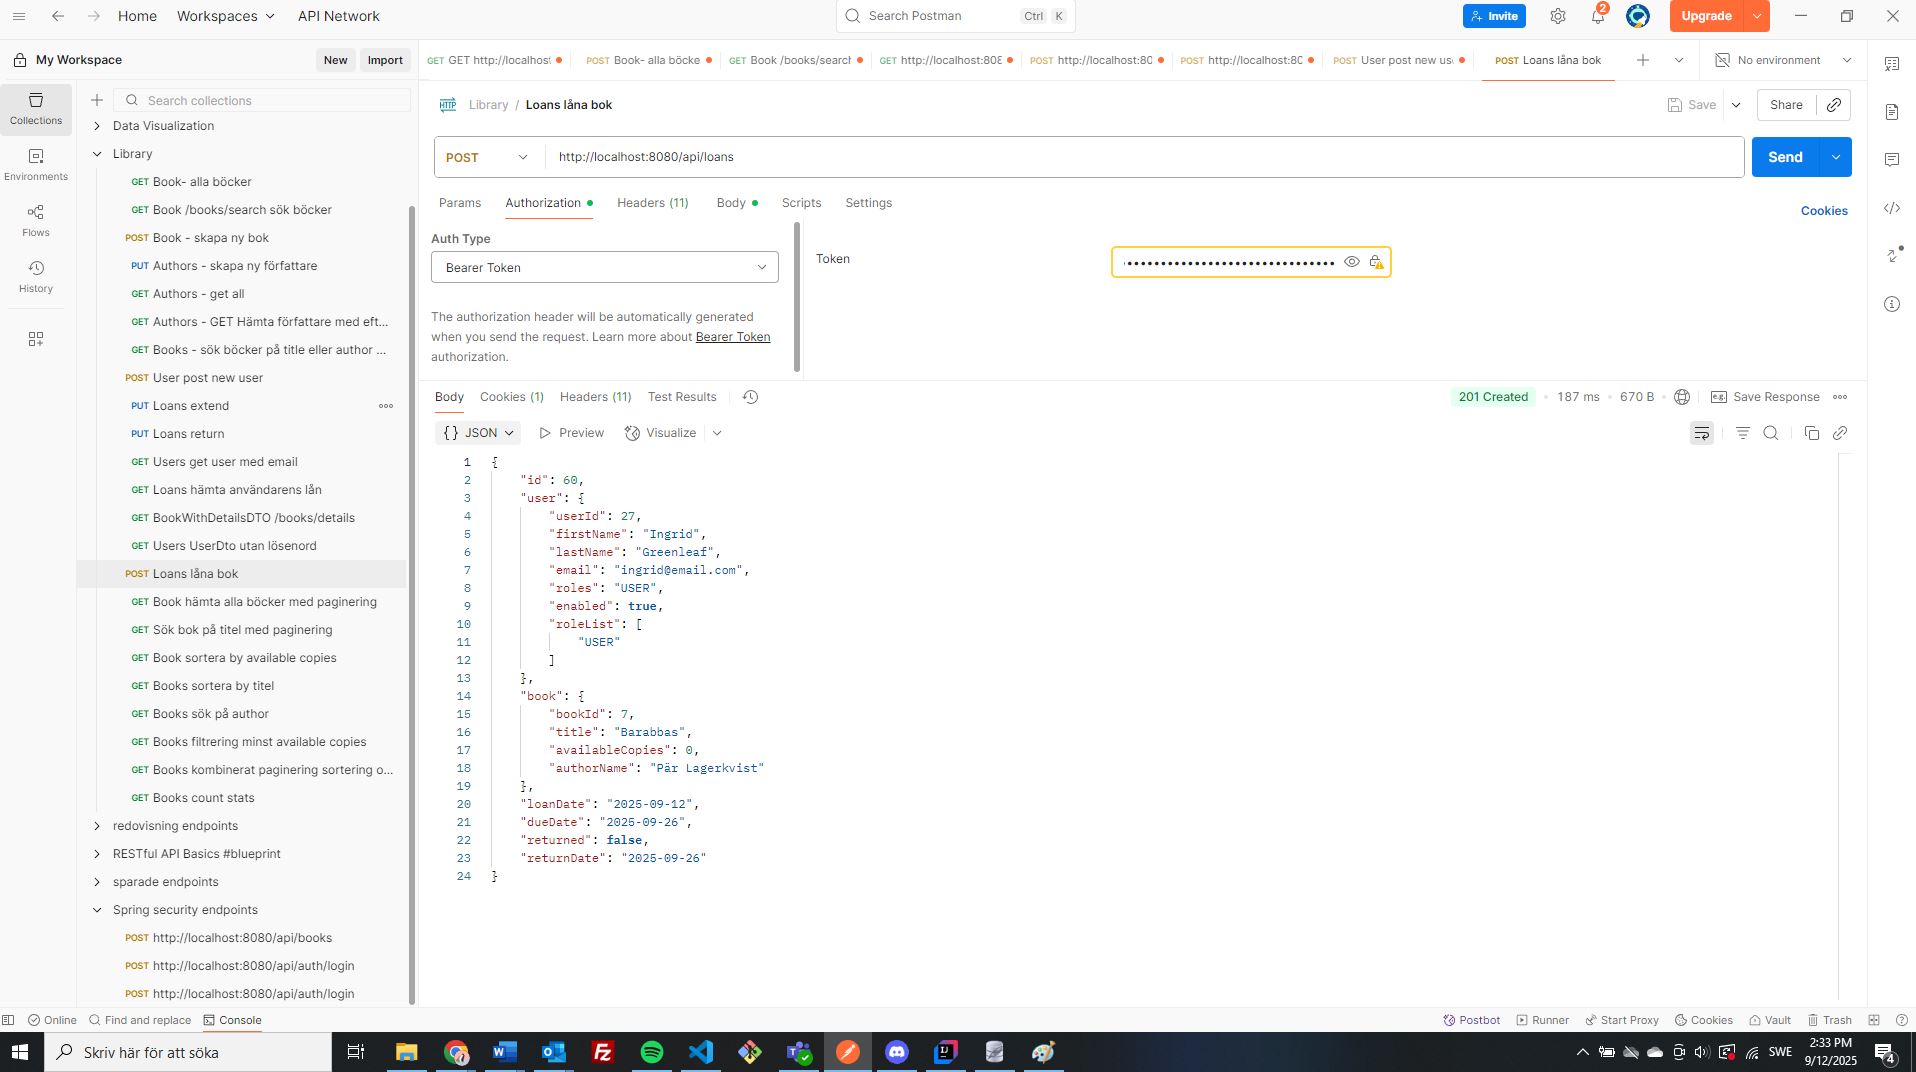 Home Workspaces API Network Search Postman Ctrl K Invite 2 Upgrade
My Workspace New Import GET GET http://localhost POST Book- alla böcke GET Book /books/search GET http://localhost:808 POST http://localhost:80 POST http://localhost:80 POST User post new us POST Loans låna bok No environment
Collections
Environments
Flows
History
Search collections
Data Visualization
Library
GET Book- alla böcker
GET Book /books/search sök böcker
POST Book - skapa ny bok
PUT Authors - skapa ny författare
GET Authors - get all
GET Authors - GET Hämta författare med eft...
GET Books - sök böcker på title eller author ...
POST User post new user
PUT Loans extend
PUT Loans return
GET Users get user med email
GET Loans hämta användarens lån
GET BookWithDetailsDTO /books/details
GET Users UserDto utan lösenord
POST Loans låna bok
GET Book hämta alla böcker med paginering
GET Sök bok på titel med paginering
GET Book sortera by available copies
GET Books sortera by titel
GET Books sök på author
GET Books filtrering minst available copies
GET Books kombinerat paginering sortering o...
GET Books count stats
redovisning endpoints
RESTful API Basics #blueprint
sparade endpoints
Spring security endpoints
POST http://localhost:8080/api/books
POST http://localhost:8080/api/auth/login
POST http://localhost:8080/api/auth/login
HTTP Library / Loans låna bok Save Share
POST http://localhost:8080/api/loans Send
Params Authorization Headers (11) Body Scripts Settings Cookies
Auth Type
Bearer Token
The authorization header will be automatically generated
when you send the request. Learn more about Bearer Token
authorization.
Token
Body Cookies (1) Headers (11) Test Results 201 Created 187 ms 670 B Save Response
{} JSON Preview Visualize
1 {
2 "id": 60,
3 "user": {
4 "userId": 27,
5 "firstName": "Ingrid",
6 "lastName": "Greenleaf",
7 "email": "ingrid@email.com",
8 "roles": "USER",
9 "enabled": true,
10 "roleList": [
11 "USER"
12 ]
13 },
14 "book": {
15 "bookId": 7,
16 "title": "Barabbas",
17 "availableCopies": 0,
18 "authorName": "Pär Lagerkvist"
19 },
20 "loanDate": "2025-09-12",
21 "dueDate": "2025-09-26",
22 "returned": false,
23 "returnDate": "2025-09-26"
24 }
Online Find and replace Console Postbot Runner Start Proxy Cookies Vault Trash
Skriv här för att söka SWE 2:33 PM 4
9/12/2025